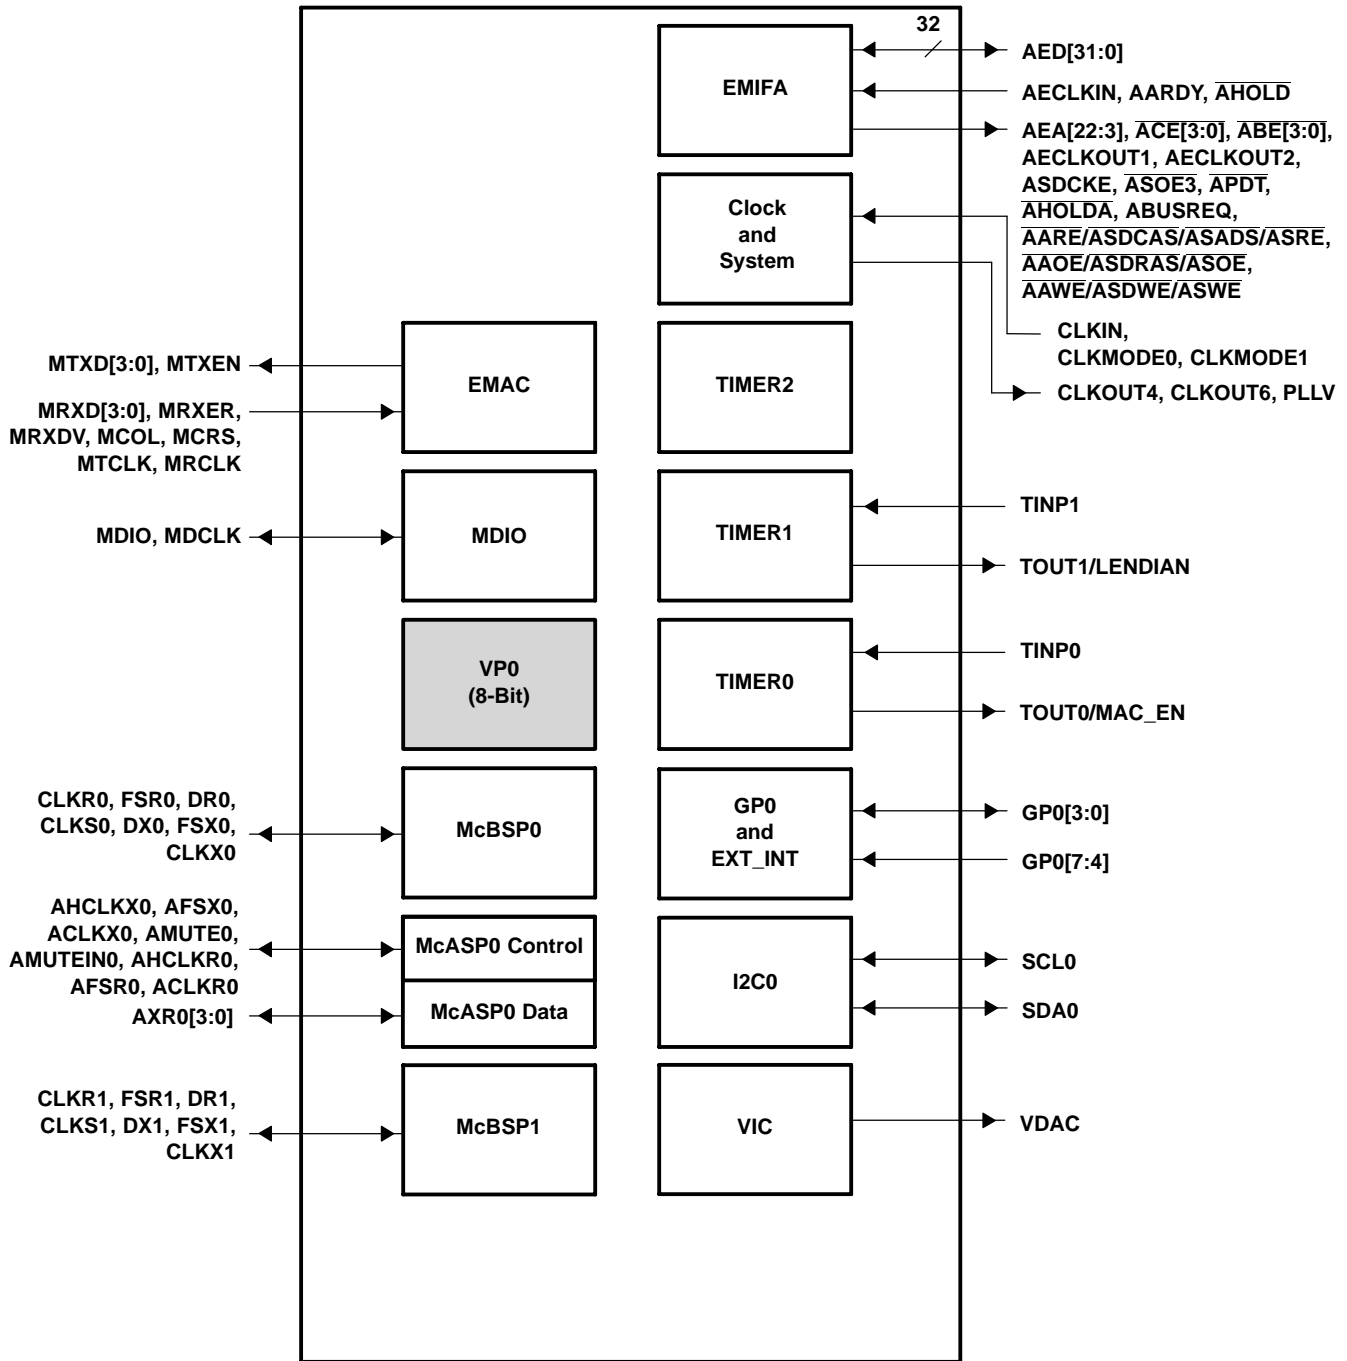 32
EMIFA
AED[31:0]
AECLKIN, AARDY, AHOLD
AEA[22:3], ACE[3:0], ABE[3:0],
AECLKOUT1, AECLKOUT2,
ASDCKE, ASOE3, APDT,
AHOLDA, ABUSREQ,
AARE/ASDCAS/ASADS/ASRE,
AAOE/ASDRAS/ASOE,
AAWE/ASDWE/ASWE
Clock
and
System
CLKIN,
CLKMODE0, CLKMODE1
CLKOUT4, CLKOUT6, PLLV
MTXD[3:0], MTXEN
MRXD[3:0], MRXER,
MRXDV, MCOL, MCRS,
MTCLK, MRCLK
EMAC
TIMER2
MDIO, MDCLK
MDIO
TIMER1
TINP1
TOUT1/LENDIAN
VP0
(8-Bit)
TIMER0
TINP0
TOUT0/MAC_EN
CLKR0, FSR0, DR0,
CLKS0, DX0, FSX0,
CLKX0
McBSP0
GP0
and
EXT_INT
GP0[3:0]
GP0[7:4]
AHCLKX0, AFSX0,
ACLKX0, AMUTE0,
AMUTEIN0, AHCLKR0,
AFSR0, ACLKR0
AXR0[3:0]
McASP0 Control
McASP0 Data
I2C0
SCL0
SDA0
CLKR1, FSR1, DR1,
CLKS1, DX1, FSX1,
CLKX1
McBSP1
VIC
VDAC